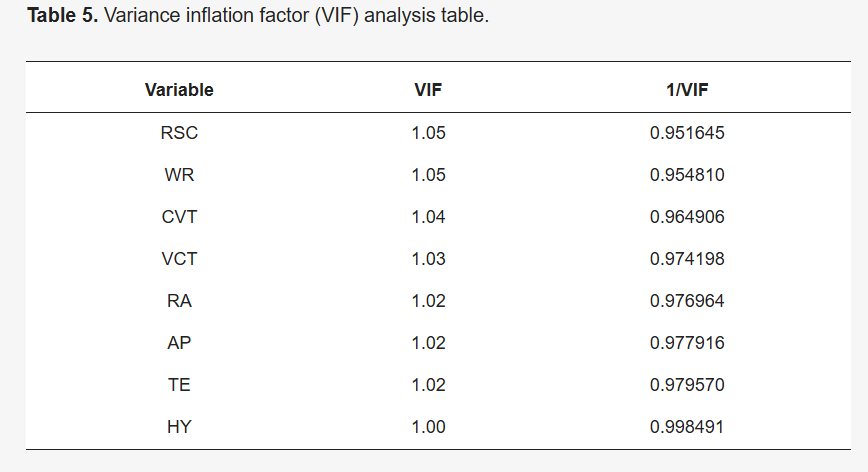 Table 5. Variance inflation factor (VIF) analysis table.
Variable VIF 1/VIF
RSC 1.05 0.951645
WR 1.05 0.954810
CVT 1.04 0.964906
VCT 1.03 0.974198
RA 1.02 0.976964
AP 1.02 0.977916
TE 1.02 0.979570
HY 1.00 0.998491